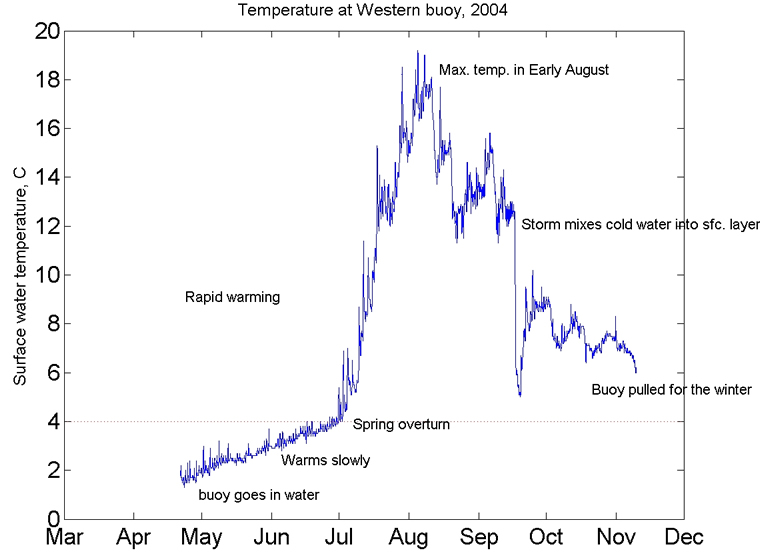 Temperature at Western buoy, 2004
20
18
16
14
12
10
8
6
4
2
0
Surface water temperature, C
Max. temp. in Early August
Storm mixes cold water into sfc. layer
Rapid warming
Buoy pulled for the winter
Spring overturn
Warms slowly
buoy goes in water
Mar Apr May Jun Jul Aug Sep Oct Nov Dec